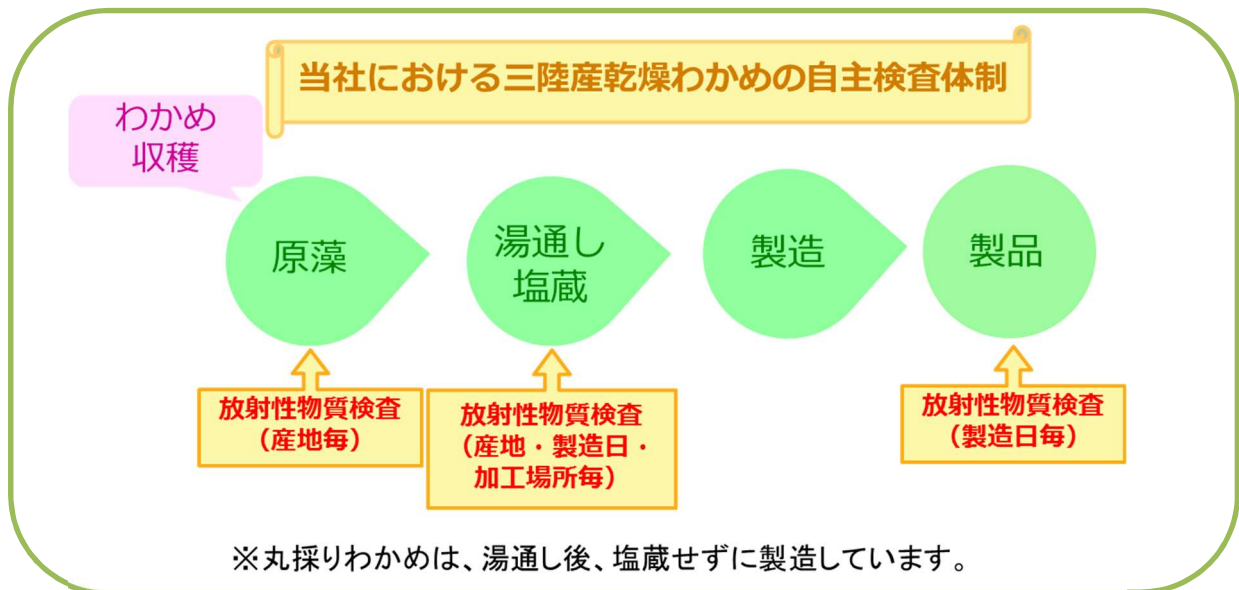 当社における三陸産乾燥わかめの自主検査体制
わかめ
収穫
原藻
湯通し
塩蔵
製造
製品
放射性物質検査
（産地毎）
放射性物質検査
（産地・製造日・
加工場所毎）
放射性物質検査
（製造日毎）
※丸採りわかめは、湯通し後、塩蔵せずに製造しています。